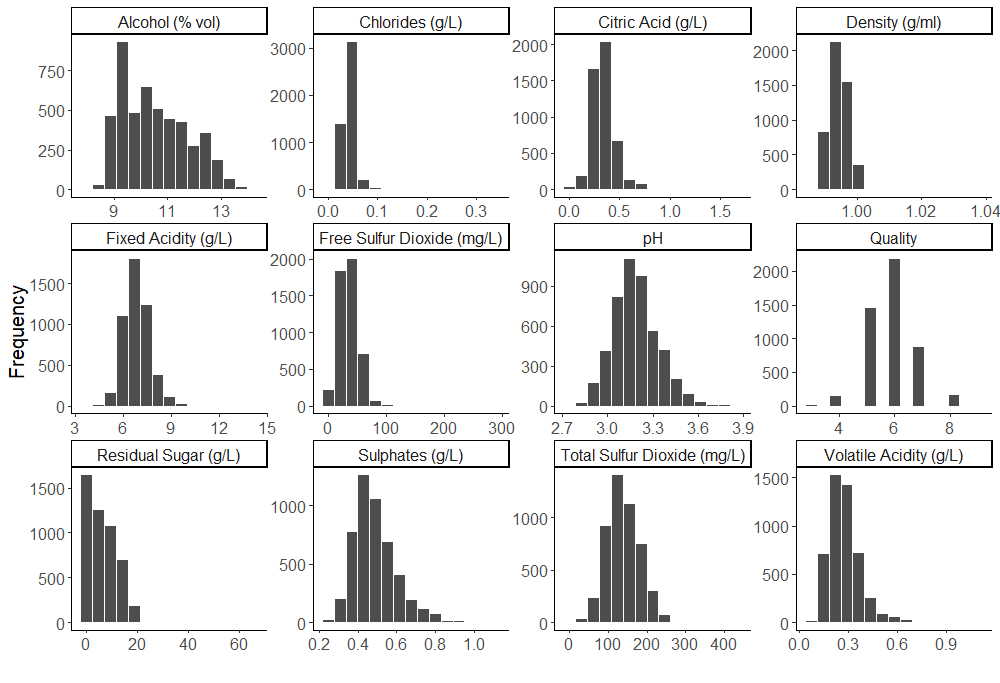 Alcohol (% vol)
Chlorides (g/L)
Citric Acid (g/L)
Density (g/ml)
750
500
250
0
9 11 13
3000
2000
1000
0
0.0 0.1 0.2 0.3
2000
1500
1000
500
0
0.0 0.5 1.0 1.5
2000
1500
1000
500
0
1.00 1.02 1.04
Frequency
Fixed Acidity (g/L)
Free Sulfur Dioxide (mg/L)
pH
Quality
1500
1000
500
0
3 6 9 12 15
2000
1500
1000
500
0
0 100 200 300
900
600
300
0
2.7 3.0 3.3 3.6 3.9
2000
1500
1000
500
0
4 6 8
Residual Sugar (g/L)
Sulphates (g/L)
Total Sulfur Dioxide (mg/L)
Volatile Acidity (g/L)
1500
1000
500
0
0 20 40 60
1000
500
0
0.2 0.4 0.6 0.8 1.0
1000
500
0
0 100 200 300 400
1500
1000
500
0
0.0 0.3 0.6 0.9